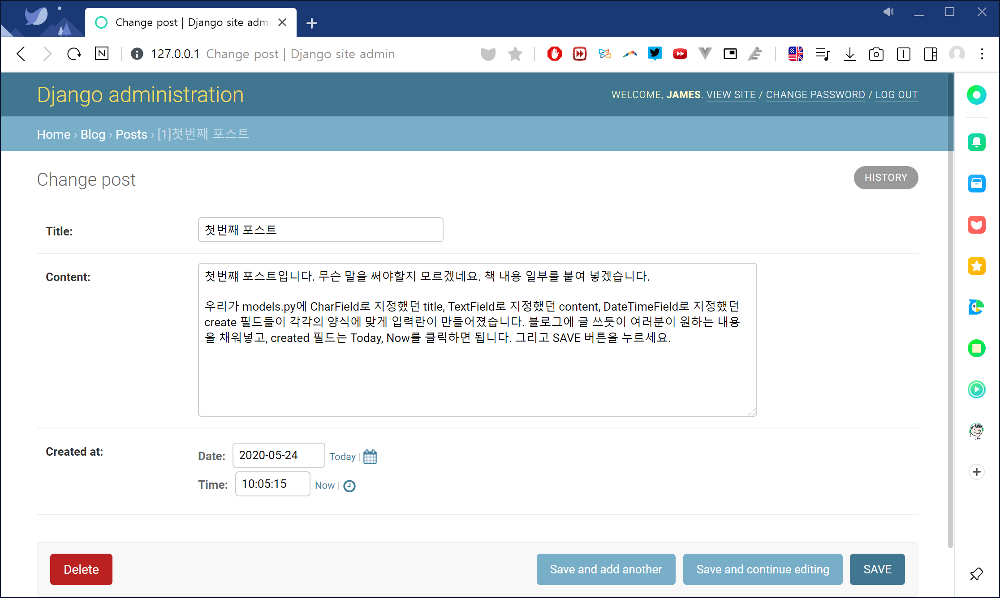 Change post | Django site admi
N
127.0.0.1 Change post | Django site admin
Django administration
WELCOME, JAMES. VIEW SITE / CHANGE PASSWORD / LOG OUT
Home › Blog › Posts › [1]첫번째 포스트
Change post
HISTORY
Title:
첫번째 포스트
Content:
첫번쨰 포스트입니다. 무슨 말을 써야할지 모르겠네요. 책 내용 일부를 붙여 넣겠습니다.
우리가 models.py에 CharField로 지정했던 title, TextField로 지정했던 content, DateTimeField로 지정했던
create 필드들이 각각의 양식에 맞게 입력란이 만들어졌습니다. 블로그에 글 쓰듯이 여러분이 원하는 내용
을 채워넣고, created 필드는 Today, Now를 클릭하면 됩니다. 그리고 SAVE 버튼을 누르세요.
Created at:
Date: 2020-05-24 Today |
Time: 10:05:15 Now |
Delete
Save and add another
Save and continue editing
SAVE